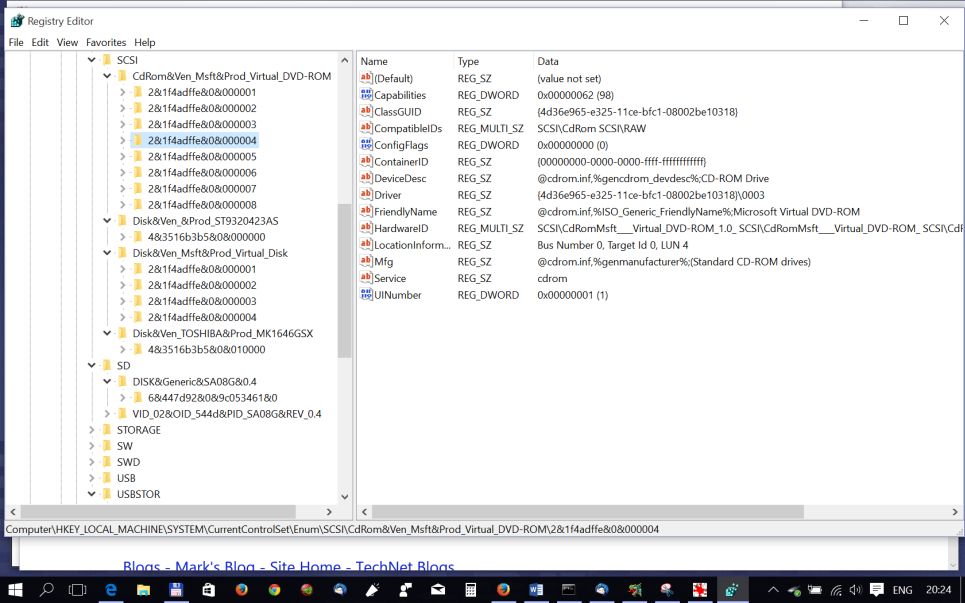 Registry Editor
File Edit View Favorites Help
SCSI
CdRom&Ven_Msft&Prod_Virtual_DVD-ROM
2&1f4adffe&0&000001
2&1f4adffe&0&000002
2&1f4adffe&0&000003
2&1f4adffe&0&000004
2&1f4adffe&0&000005
2&1f4adffe&0&000006
2&1f4adffe&0&000007
2&1f4adffe&0&000008
Disk&Ven_&Prod_ST9320423AS
4&3516b3b5&0&000000
Disk&Ven_Msft&Prod_Virtual_Disk
2&1f4adffe&0&000001
2&1f4adffe&0&000002
2&1f4adffe&0&000003
2&1f4adffe&0&000004
Disk&Ven_TOSHIBA&Prod_MK1646GSX
4&3516b3b5&0&010000
SD
DISK&Generic&SA08G&0.4
6&447d92&0&9c053461&0
VID_02&OID_544d&PID_SA08G&REV_0.4
STORAGE
SW
SWD
USB
USBSTOR
Name Type Data
(Default) REG_SZ (value not set)
Capabilities REG_DWORD 0x00000062 (98)
ClassGUID REG_SZ {4d36e965-e325-11ce-bfc1-08002be10318}
CompatibleIDs REG_MULTI_SZ SCSI\CdRom SCSI\RAW
ConfigFlags REG_DWORD 0x00000000 (0)
ContainerID REG_SZ {00000000-0000-0000-ffff-ffffffffffff}
DeviceDesc REG_SZ @cdrom.inf,%gencdrom_devdesc%;CD-ROM Drive
Driver REG_SZ {4d36e965-e325-11ce-bfc1-08002be10318}\0003
FriendlyName REG_SZ @cdrom.inf,%ISO_Generic_FriendlyName%;Microsoft Virtual DVD-ROM
HardwareID REG_MULTI_SZ SCSI\CdRomMsft____Virtual_DVD-ROM_1.0_ SCSI\CdRomMsft____Virtual_DVD-ROM_ SCSI\CdR
LocationInform... REG_SZ Bus Number 0, Target Id 0, LUN 4
Mfg REG_SZ @cdrom.inf,%genmanufacturer%;(Standard CD-ROM drives)
Service REG_SZ cdrom
UINumber REG_DWORD 0x00000001 (1)
Computer\HKEY_LOCAL_MACHINE\SYSTEM\CurrentControlSet\Enum\SCSI\CdRom&Ven_Msft&Prod_Virtual_DVD-ROM\2&1f4adffe&0&000004
Blogs - Mark's Blog - Site Home - TechNet Blogs
ENG 20:24